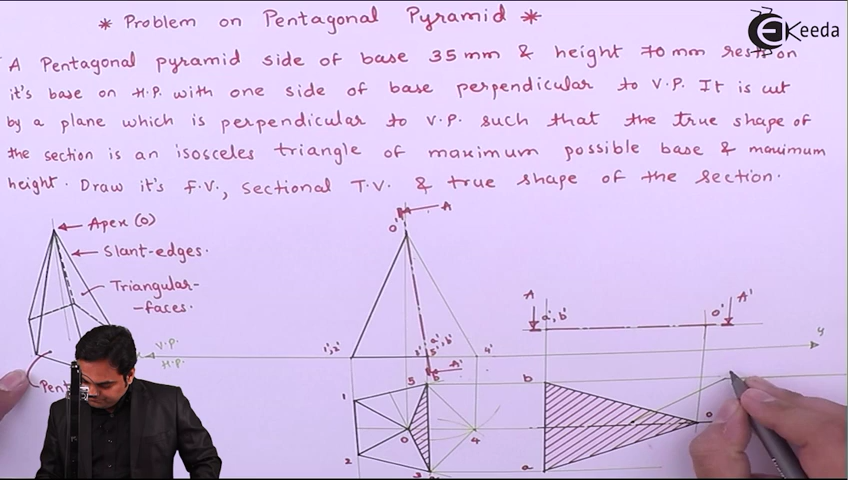 * Problem on Pentagonal Pyramid *
Keeda
A Pentagonal pyramid side of base 35 mm & height 70 mm rests on
it's base on H.P. with one side of base perpendicular to V.P. It is cut
by a plane which is perpendicular to V.P. such that the true shape of
the section is an isosceles triangle of maximum possible base & maximum
height. Draw it's F.V., Sectional T.V. & true shape of the section.
Apex (O)
Slant-edges.
Triangular-
-faces.
Pent
V.P.
H.P.
A
O'
1',2'
a',b'
4'
A'
5
b
1
O
4
2
A
a',b'
O'
A'
y
b
O
a